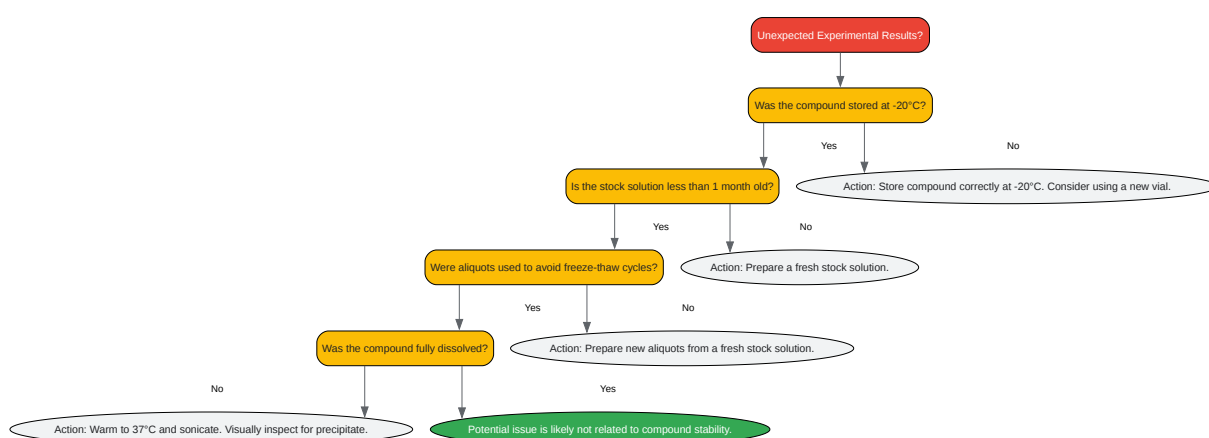 Unexpected Experimental Results?
Was the compound stored at -20°C?
Yes
No
Is the stock solution less than 1 month old?
Action: Store compound correctly at -20°C. Consider using a new vial.
Yes
No
Were aliquots used to avoid freeze-thaw cycles?
Action: Prepare a fresh stock solution.
Yes
No
Was the compound fully dissolved?
Action: Prepare new aliquots from a fresh stock solution.
No
Yes
Action: Warm to 37°C and sonicate. Visually inspect for precipitate.
Potential issue is likely not related to compound stability.